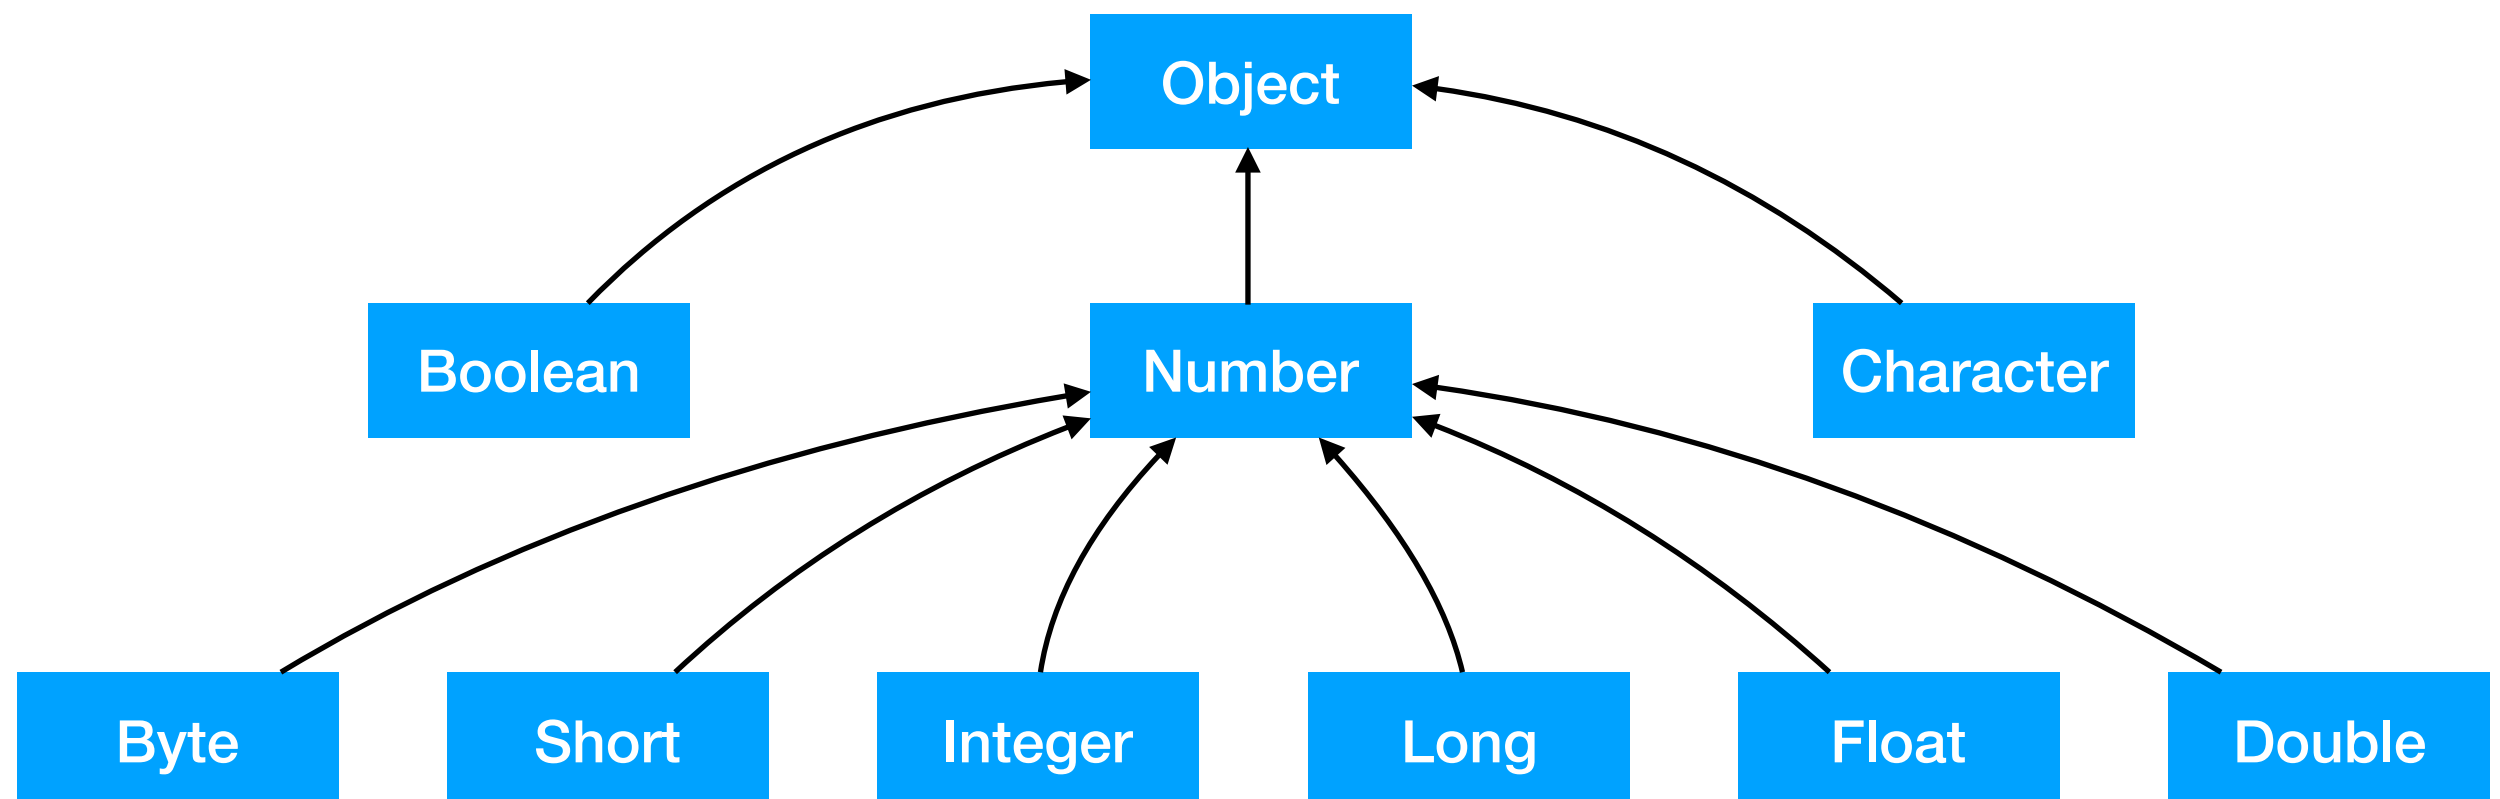 Object
Boolean
Number
Character
Byte
Short
Integer
Long
Float
Double